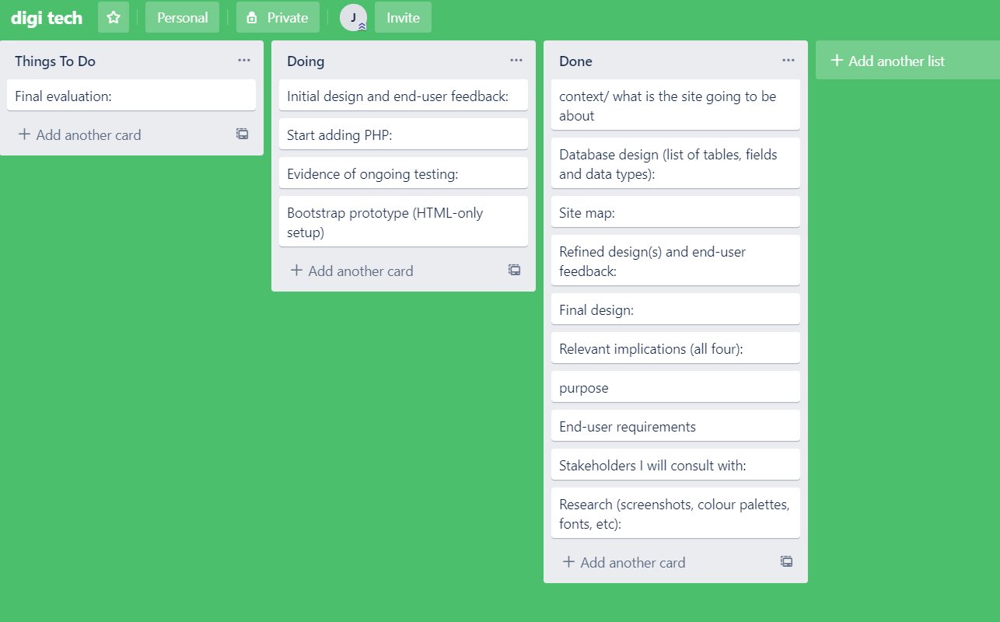 digi tech
Personal
Private
J
Invite
Things To Do
Final evaluation:
Add another card
Doing
Initial design and end-user feedback:
Start adding PHP:
Evidence of ongoing testing:
Bootstrap prototype (HTML-only
setup)
Add another card
Done
context/ what is the site going to be
about
Database design (list of tables, fields
and data types):
Site map:
Refined design(s) and end-user
feedback:
Final design:
Relevant implications (all four):
purpose
End-user requirements
Stakeholders I will consult with:
Research (screenshots, colour palettes,
fonts, etc):
Add another card
Add another list